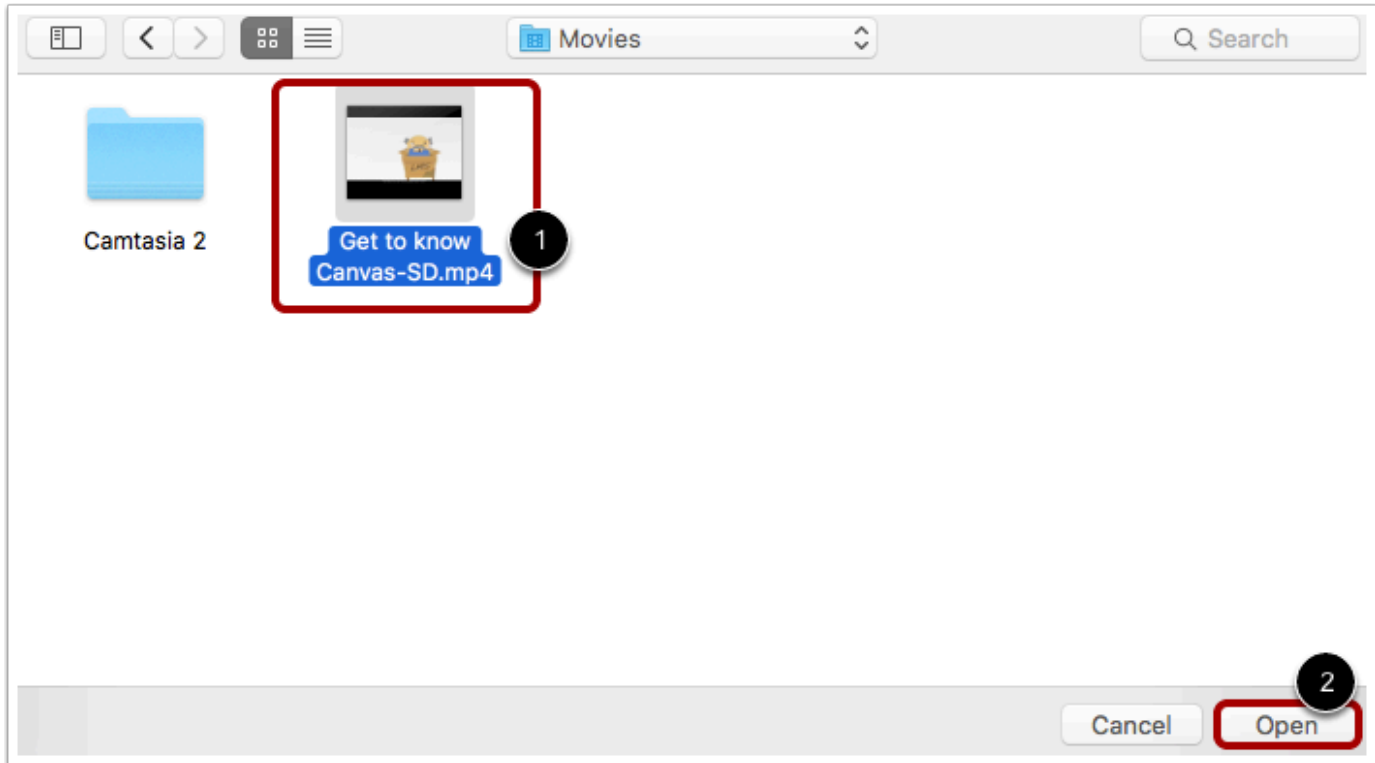 Movies
Search
Camtasia 2
Get to know
Canvas-SD.mp4
1
2
Cancel
Open